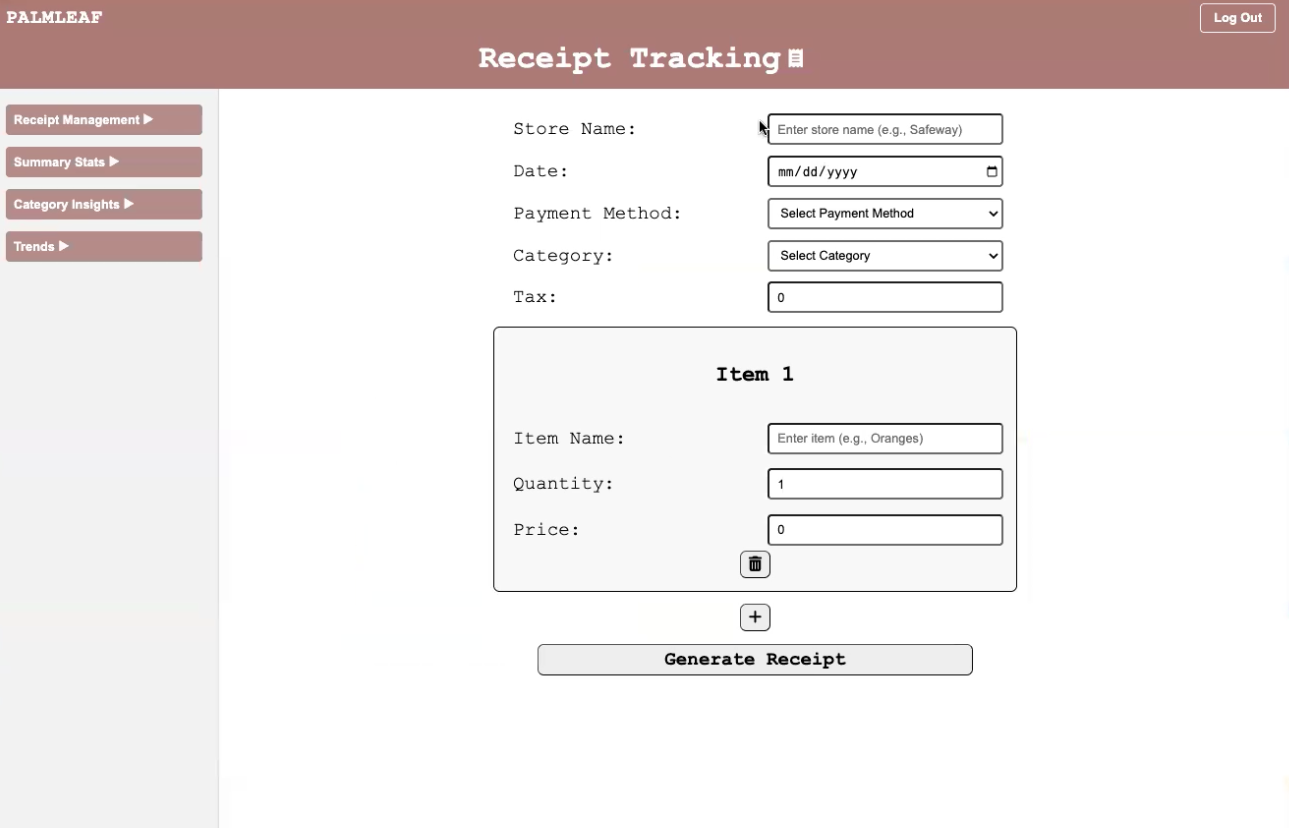 PALMLEAF
Log Out
Receipt Tracking
Receipt Management ▶
Summary Stats ▶
Category Insights ▶
Trends ▶
Store Name: Enter store name (e.g., Safeway)
Date: mm/dd/yyyy
Payment Method: Select Payment Method
Category: Select Category
Tax: 0
Item 1
Item Name: Enter item (e.g., Oranges)
Quantity: 1
Price: 0
+
Generate Receipt